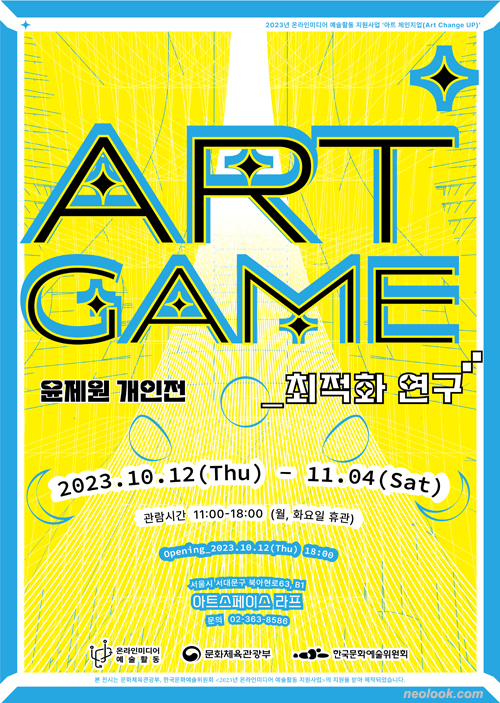 2023년 온라인미디어 예술활동 지원사업 '아트 체인지업(Art Change UP)'
ART
GAME
윤제원 개인전
_최적화 연구
2023.10.12(Thu) - 11.04(Sat)
관람시간 11:00-18:00 (월, 화요일 휴관)
Opening_2023.10.12(Thu) 18:00
서울시 서대문구 북아현로63, B1
아트스페이스 라프
문의 02-363-8586
온라인미디어
예술활동
문화체육관광부
한국문화예술위원회
본 전시는 문화체육관광부, 한국문화예술위원회 <2023년 온라인미디어 예술활동 지원사업>의 지원을 받아 제작되었습니다.
neolook.com